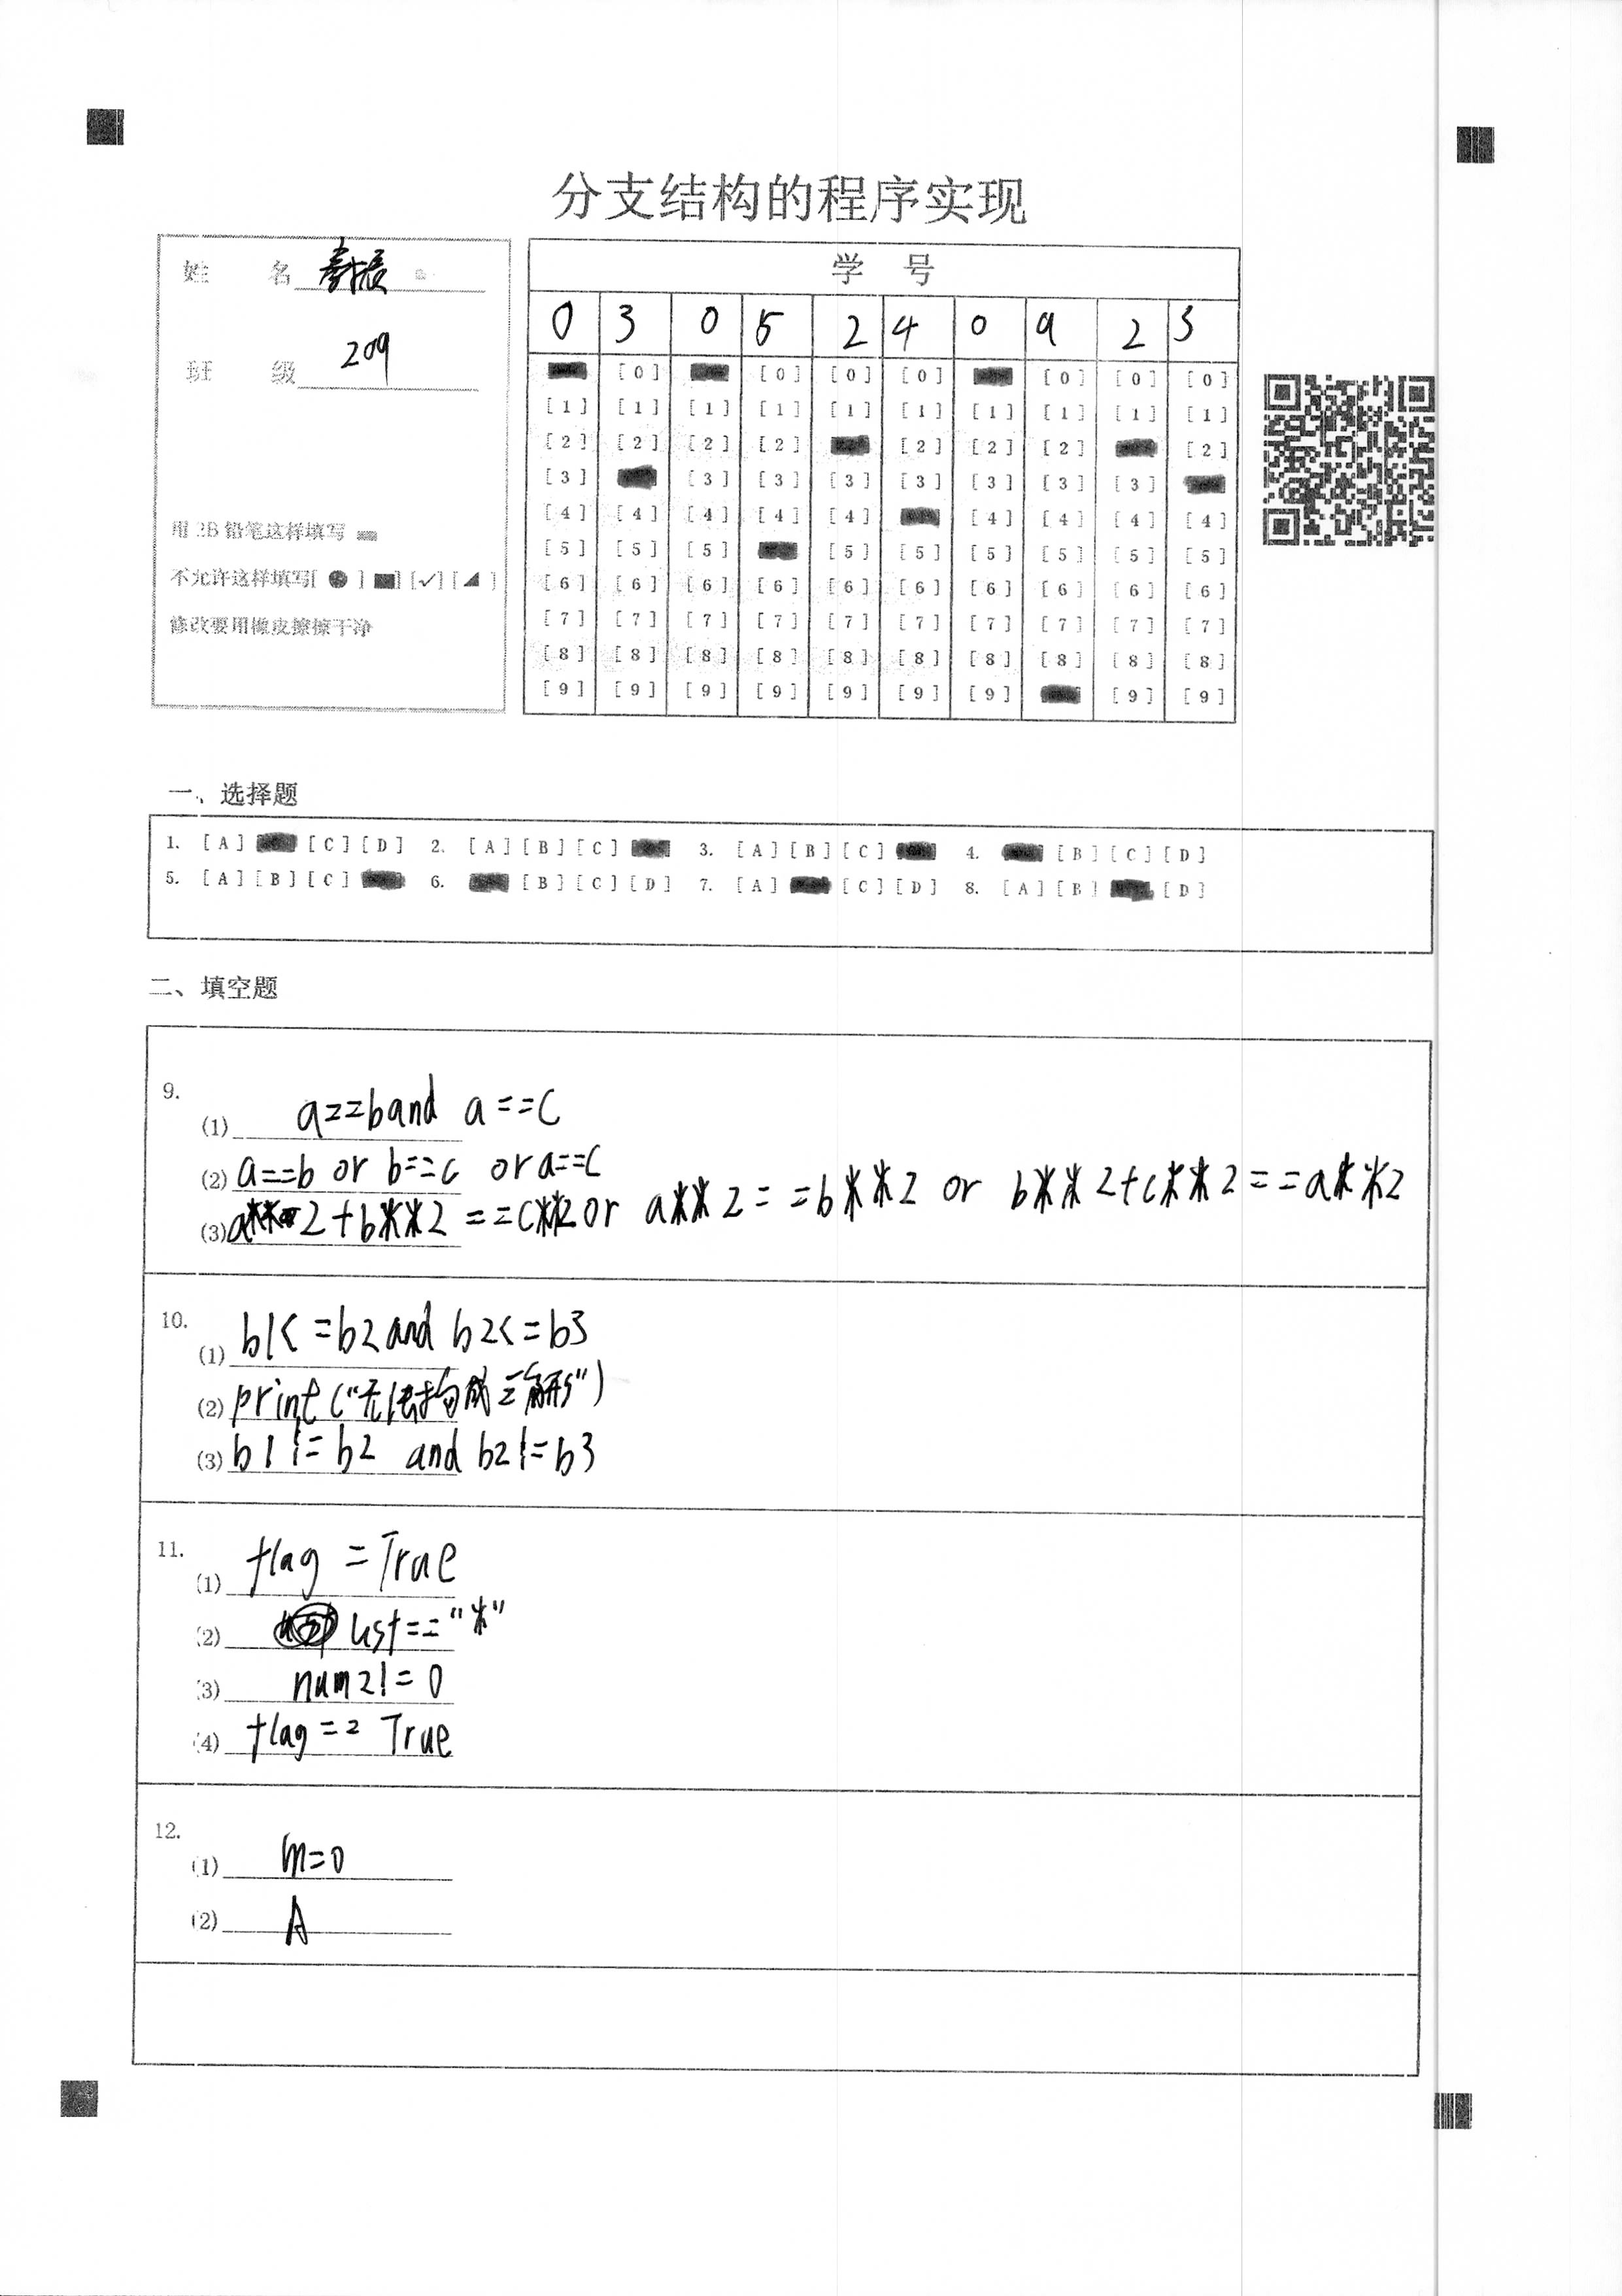 分支结构的程序实现
姓 名
班 级 209
用 2B 铅笔这样填写
不允许这样填写[ ● ] ■] [✓] [◢ ]
修改要用橡皮擦擦干净
学 号
0 3 0 5 2 4 0 9 2 3
[0] [0] [0] [0] [0] [0] [0]
[1] [1] [1] [1] [1] [1] [1] [1] [1] [1]
[2] [2] [2] [2] [2] [2] [2] [2]
[3] [3] [3] [3] [3] [3] [3] [3]
[4] [4] [4] [4] [4] [4] [4] [4] [4]
[5] [5] [5] [5] [5] [5] [5] [5] [5]
[6] [6] [6] [6] [6] [6] [6] [6] [6] [6]
[7] [7] [7] [7] [7] [7] [7] [7] [7] [7]
[8] [8] [8] [8] [8] [8] [8] [8] [8] [8]
[9] [9] [9] [9] [9] [9] [9] [9] [9]
一、选择题
1. [A] [C] [D] 2. [A] [B] [C] 3. [A] [B] [C] 4. [B] [C] [D]
5. [A] [B] [C] 6. [B] [C] [D] 7. [A] [C] [D] 8. [A] [B] [D]
二、填空题
9.
(1) a==b and a==c
(2) a==b or b==c or a==c
(3) a**2+b**2==c**2 or a**2==b**2 or b**2+c**2==a**2
10.
(1) b1<=b2 and b2<=b3
(2) print("无法构成三角形")
(3) b1!=b2 and b2!=b3
11.
(1) flag=True
(2) list=="*"
(3) num2!=0
(4) flag==True
12.
(1) m=0
(2) A